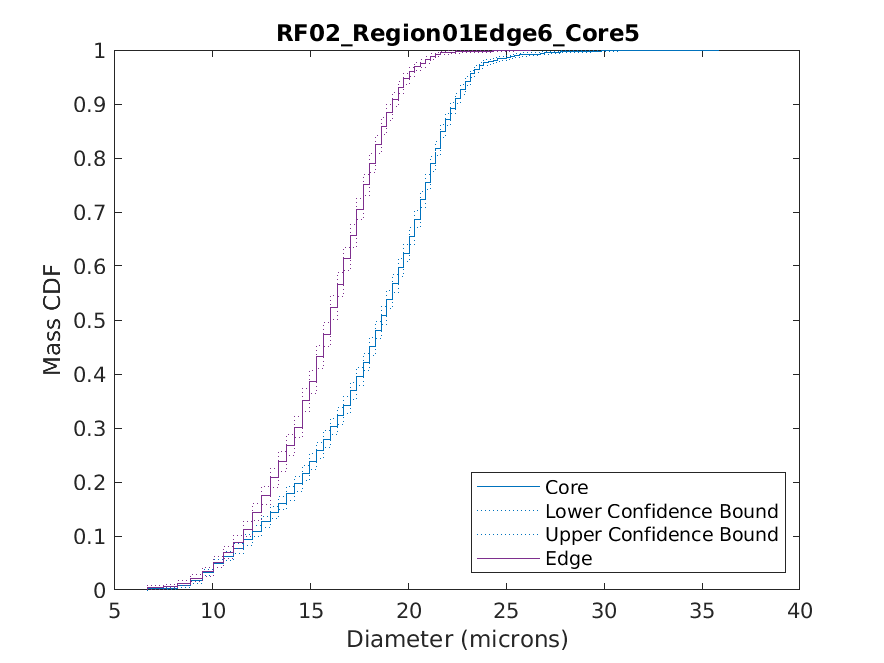 RF02_Region01Edge6_Core5
1
0.9
0.8
0.7
0.6
0.5
0.4
0.3
0.2
0.1
0
Mass CDF
Core
Lower Confidence Bound
Upper Confidence Bound
Edge
5 10 15 20 25 30 35 40
Diameter (microns)